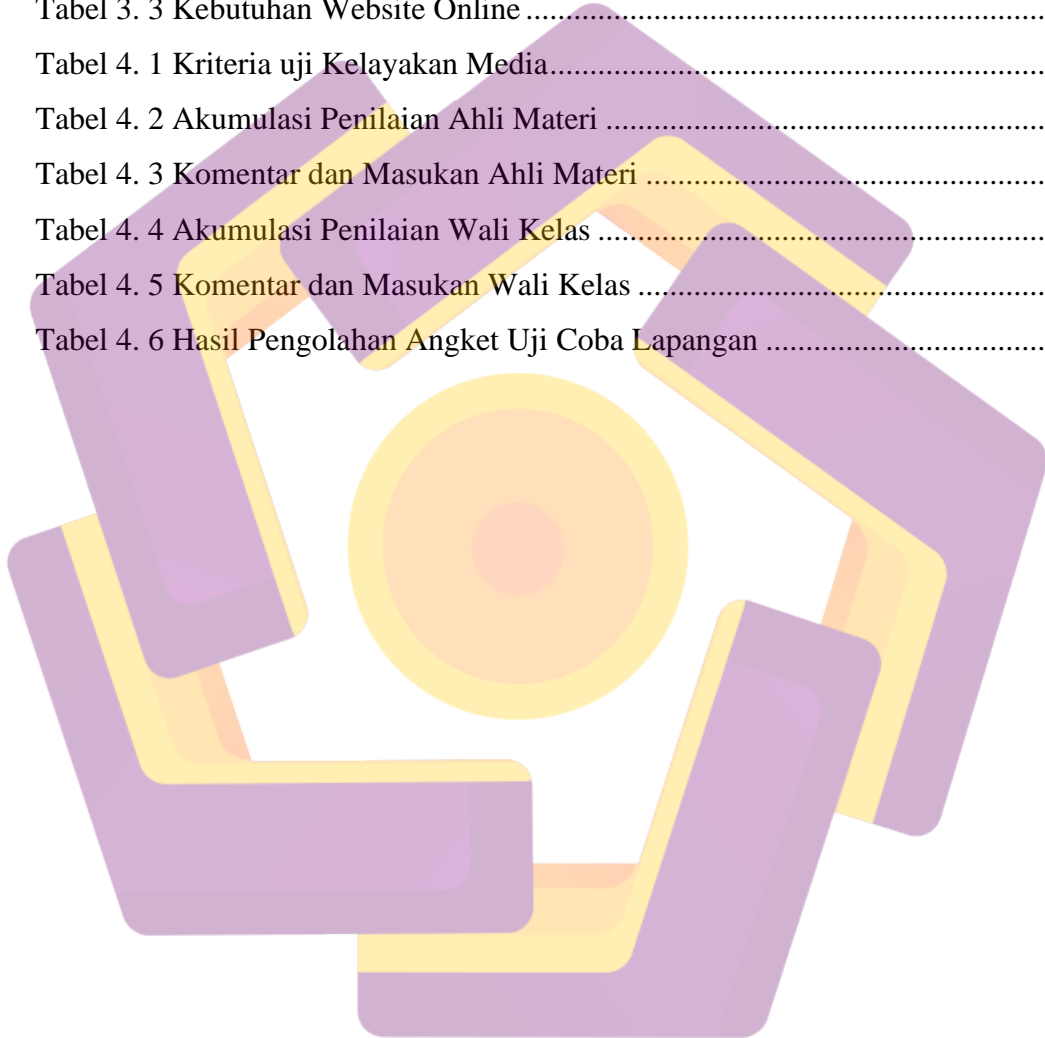 Tabel 3. 3 Kebutuhan Website Online ....................................................................
Tabel 4. 1 Kriteria uji Kelayakan Media.................................................................
Tabel 4. 2 Akumulasi Penilaian Ahli Materi .........................................................
Tabel 4. 3 Komentar dan Masukan Ahli Materi ....................................................
Tabel 4. 4 Akumulasi Penilaian Wali Kelas ..........................................................
Tabel 4. 5 Komentar dan Masukan Wali Kelas .....................................................
Tabel 4. 6 Hasil Pengolahan Angket Uji Coba Lapangan ....................................